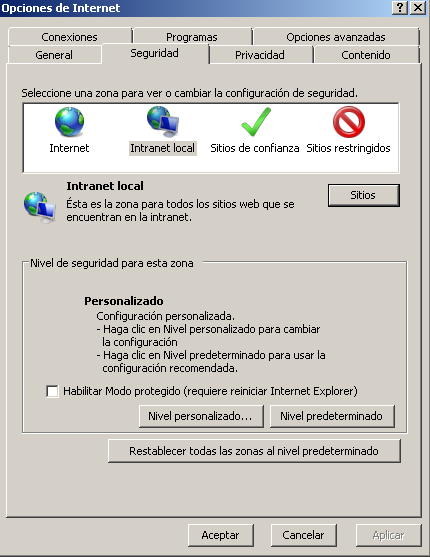 Opciones de Internet
Conexiones Programas Opciones avanzadas
General Seguridad Privacidad Contenido
Seleccione una zona para ver o cambiar la configuración de seguridad.
Internet Intranet local Sitios de confianza Sitios restringidos
Intranet local
Sitios
Ésta es la zona para todos los sitios web que se
encuentran en la intranet.
Nivel de seguridad para esta zona
Personalizado
Configuración personalizada.
- Haga clic en Nivel personalizado para cambiar
la configuración
- Haga clic en Nivel predeterminado para usar la
configuración recomendada.
Habilitar Modo protegido (requiere reiniciar Internet Explorer)
Nivel personalizado... Nivel predeterminado
Restablecer todas las zonas al nivel predeterminado
Aceptar Cancelar Aplicar